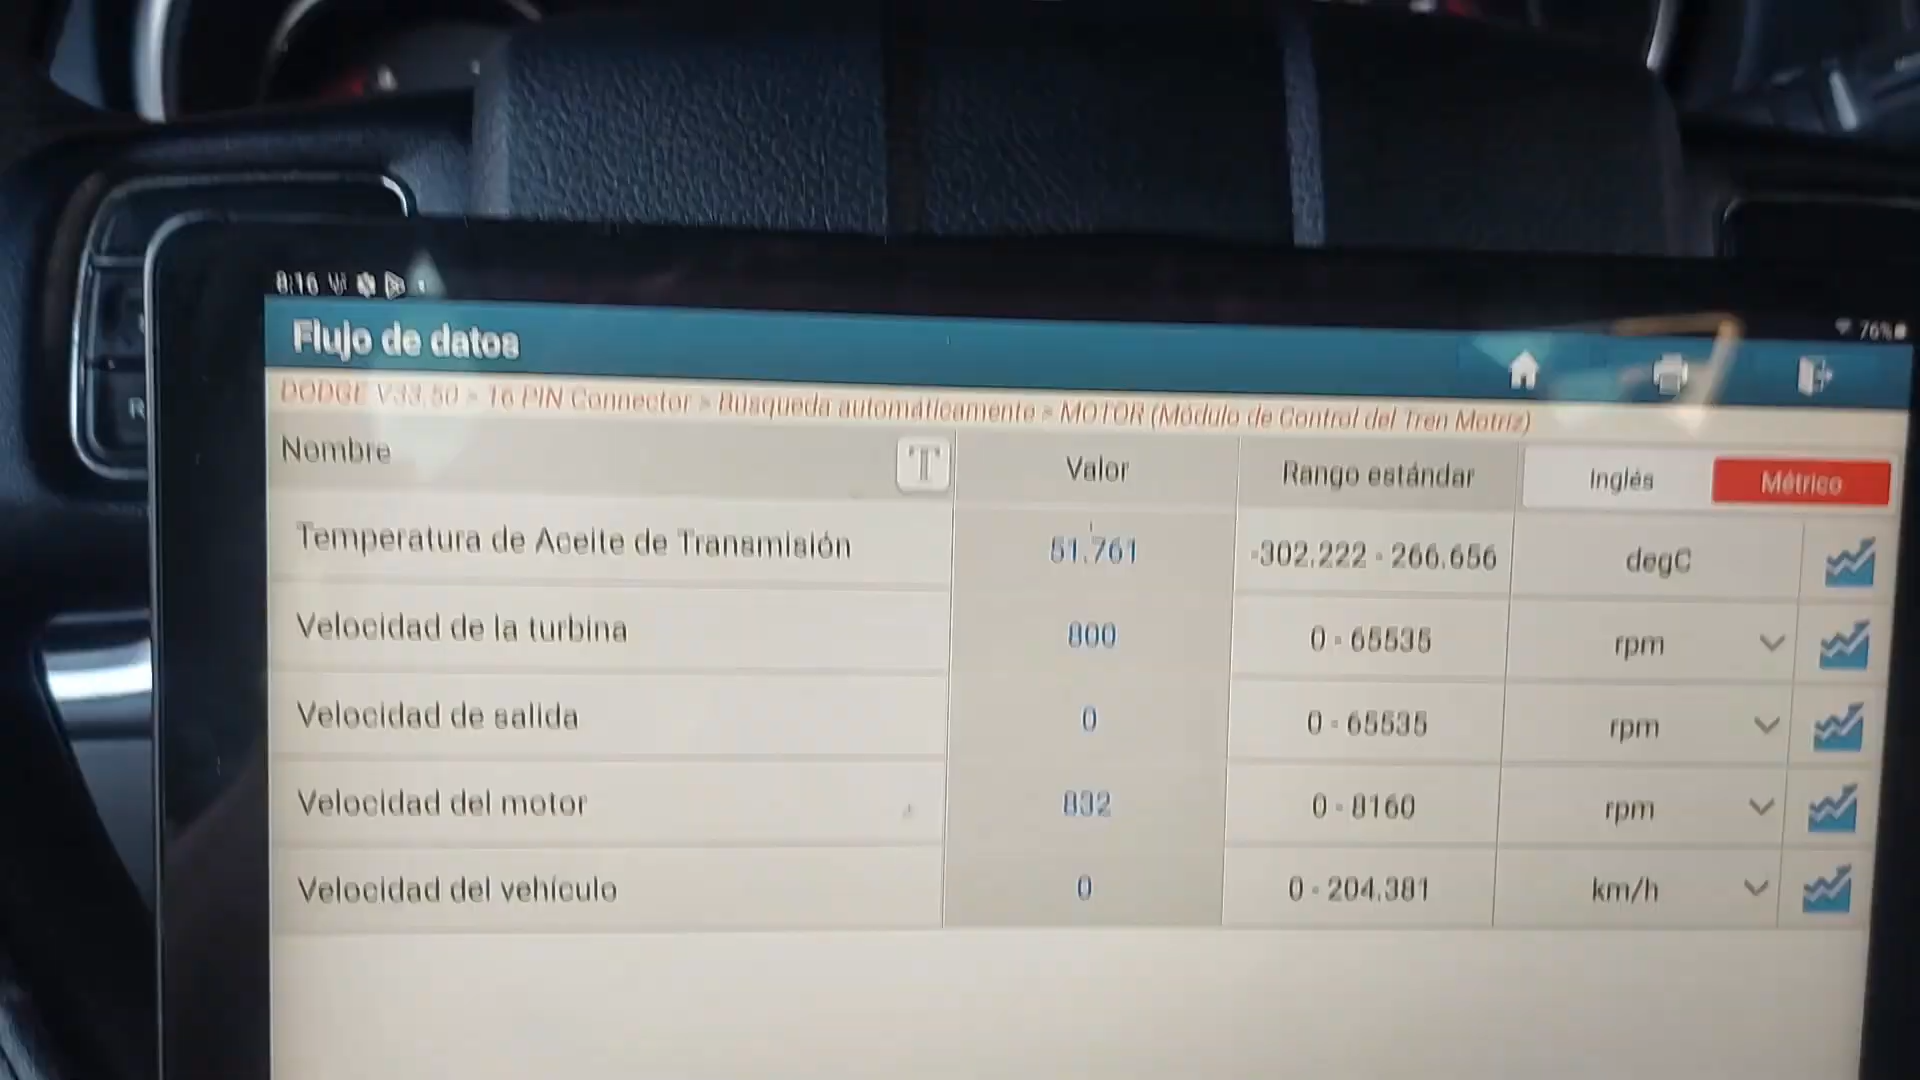 8:16
76%
Flujo de datos
DODGE V33.50 > 16 PIN Connector > Búsqueda automáticamente > MOTOR (Módulo de Control del Tren Motriz)
Nombre T Valor Rango estándar Inglés Métrico
Temperatura de Aceite de Transmisión 51.761 -302.222 - 266.656 degC
Velocidad de la turbina 800 0 - 65535 rpm
Velocidad de salida 0 0 - 65535 rpm
Velocidad del motor 832 0 - 8160 rpm
Velocidad del vehículo 0 0 - 204.381 km/h